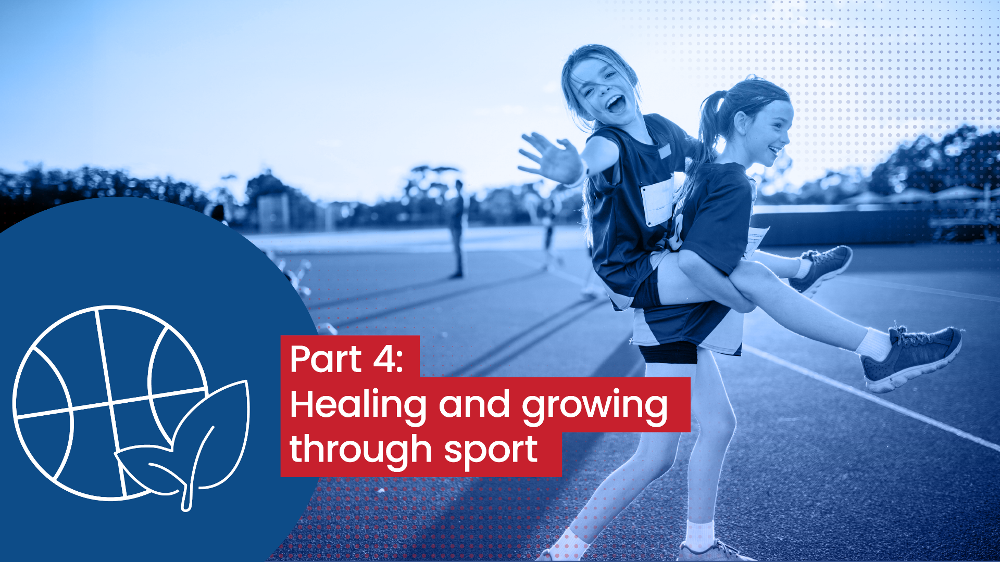 Part 4:
Healing and growing
through sport